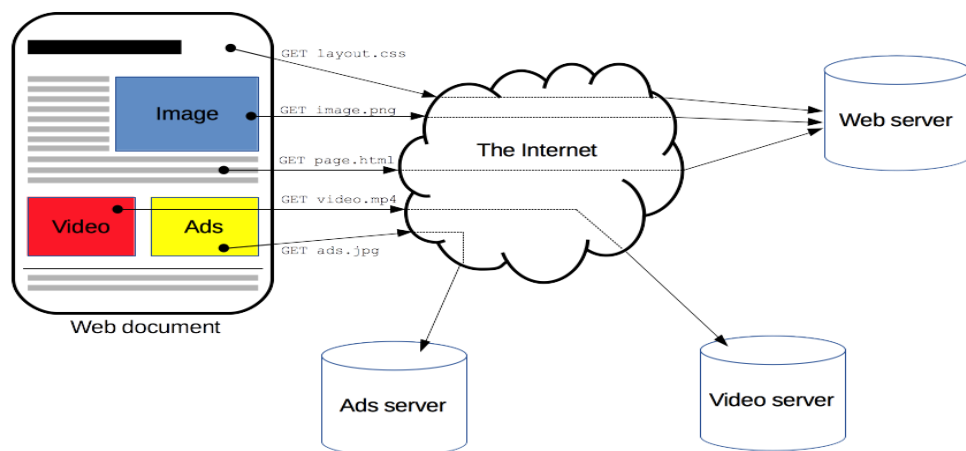 GET layout.css
Image
GET image.png
Web server
The Internet
GET page.html
GET video.mp4
Video
Ads
GET ads.jpg
Web document
Ads server
Video server